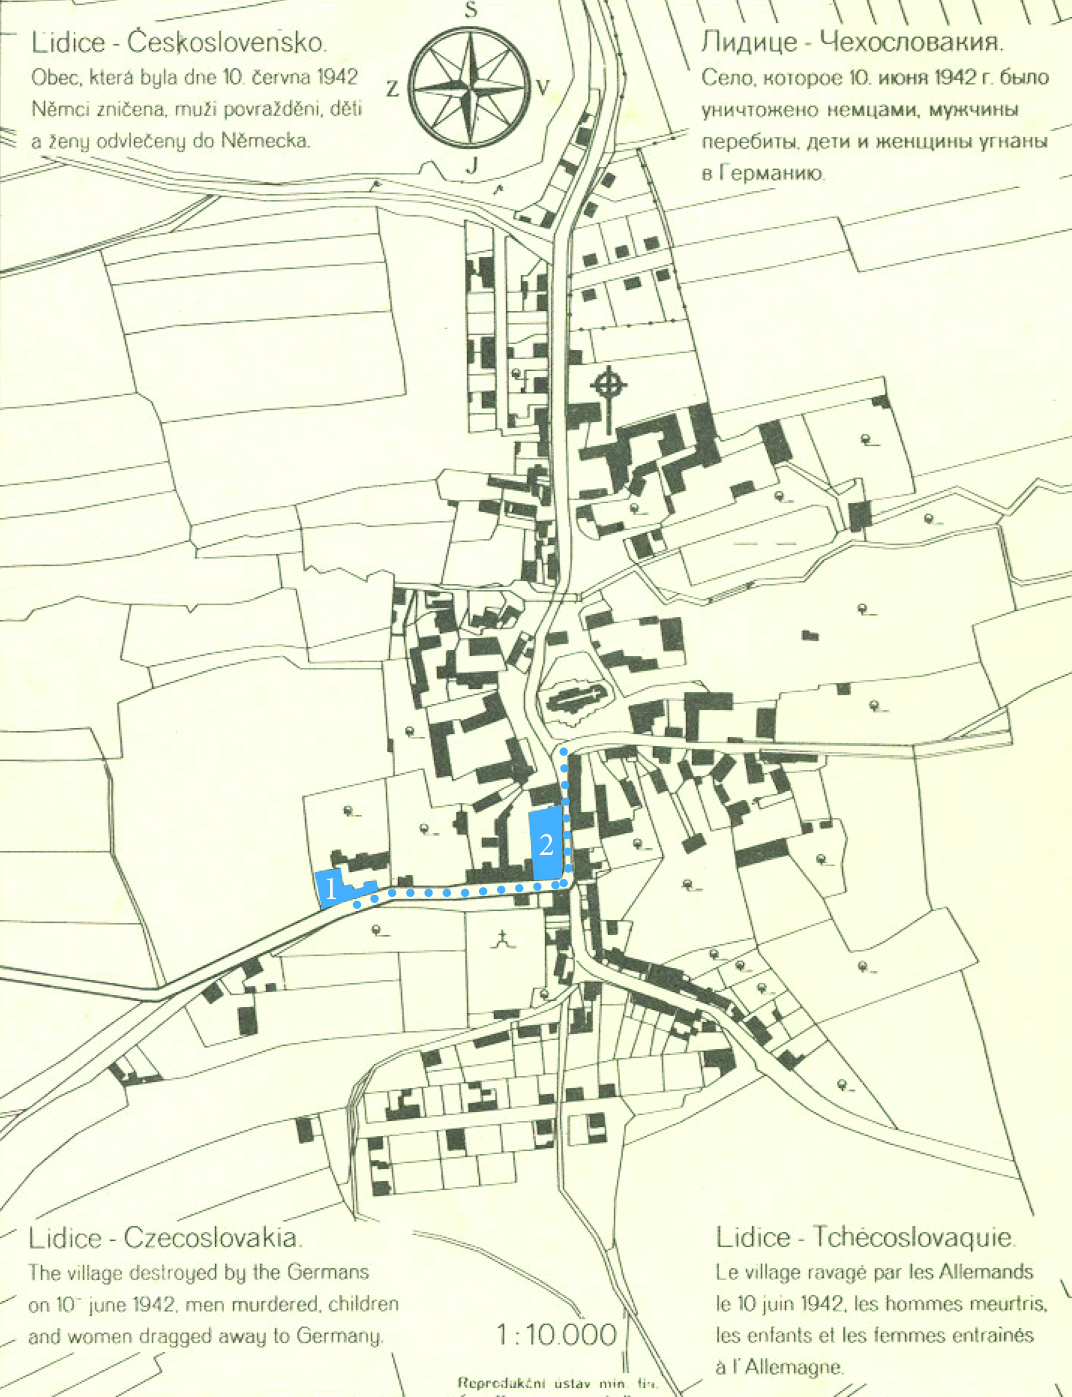 Lidice - Československo.
Obec, která byla dne 10. června 1942
Němci zničena, muži povražděni, děti
a ženy odvlečeny do Německa.
S
Z
V
J
Лидице - Чехословакия.
Село, которое 10. июня 1942 г. было
уничтожено немцами, мужчины
перебиты, дети и женщины угнаны
в Германию.
1
2
Lidice - Czecoslovakia.
The village destroyed by the Germans
on 10- june 1942, men murdered, children
and women dragged away to Germany.
1:10.000
Reprodukční ústav min. fin.
Lidice - Tchécoslovaquie.
Le village ravagé par les Allemands
le 10 juin 1942, les hommes meurtris,
les enfants et les femmes entrainés
à l'Allemagne.